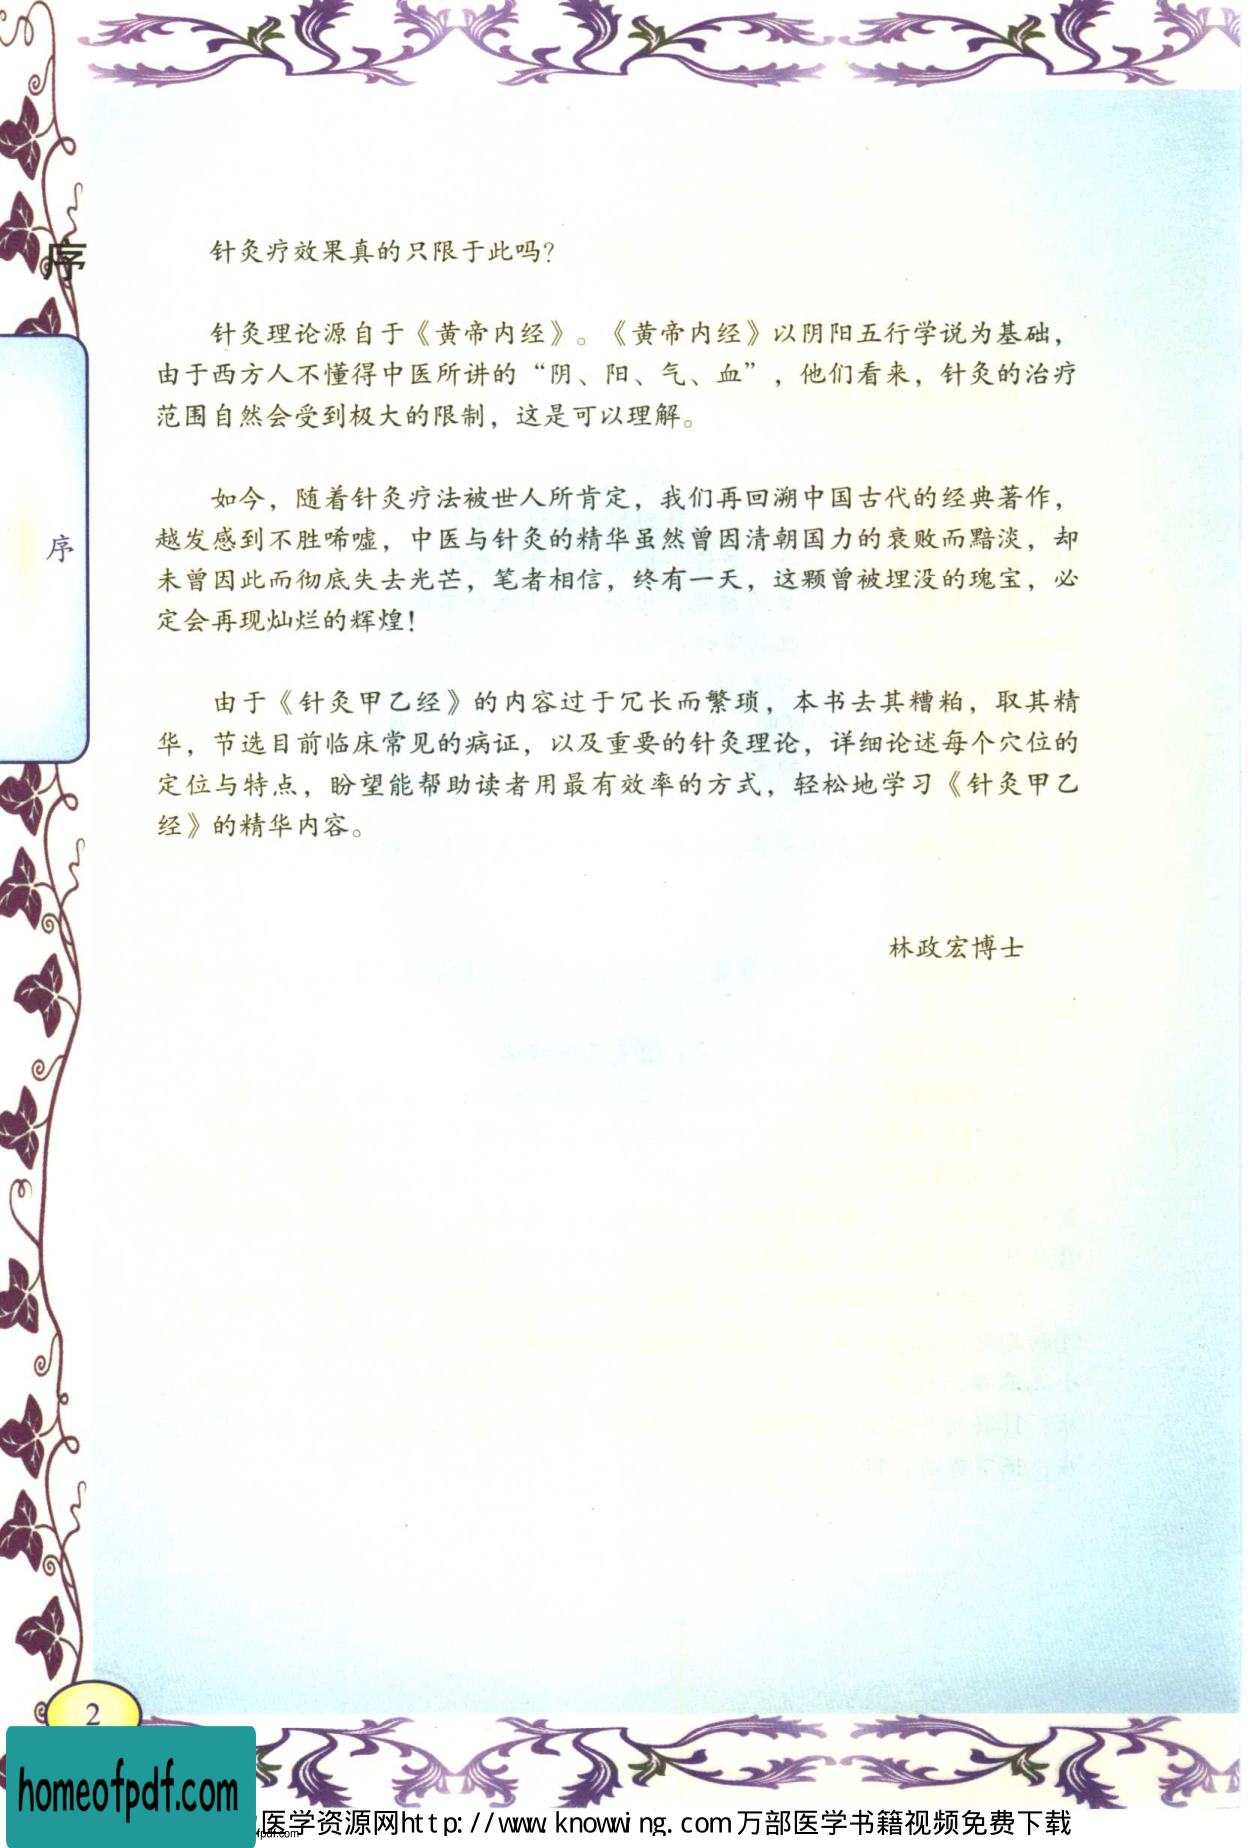 序
针灸疗效果真的只限于此吗？
针灸理论源自于《黄帝内经》。《黄帝内经》以阴阳五行学说为基础，
由于西方人不懂得中医所讲的“阴、阳、气、血”，他们看来，针灸的治疗
范围自然会受到极大的限制，这是可以理解。
序
如今，随着针灸疗法被世人所肯定，我们再回溯中国古代的经典著作，
越发感到不胜唏嘘，中医与针灸的精华虽然曾因清朝国力的衰败而黯淡，却
未曾因此而彻底失去光芒，笔者相信，终有一天，这颗曾被埋没的瑰宝，必
定会再现灿烂的辉煌！
由于《针灸甲乙经》的内容过于冗长而繁琐，本书去其糟粕，取其精
华，节选目前临床常见的病证，以及重要的针灸理论，详细论述每个穴位的
定位与特点，盼望能帮助读者用最有效率的方式，轻松地学习《针灸甲乙
经》的精华内容。
林政宏博士
2
homeofpdf.com
医学资源网http://www.knowwing.com万部医学书籍视频免费下载